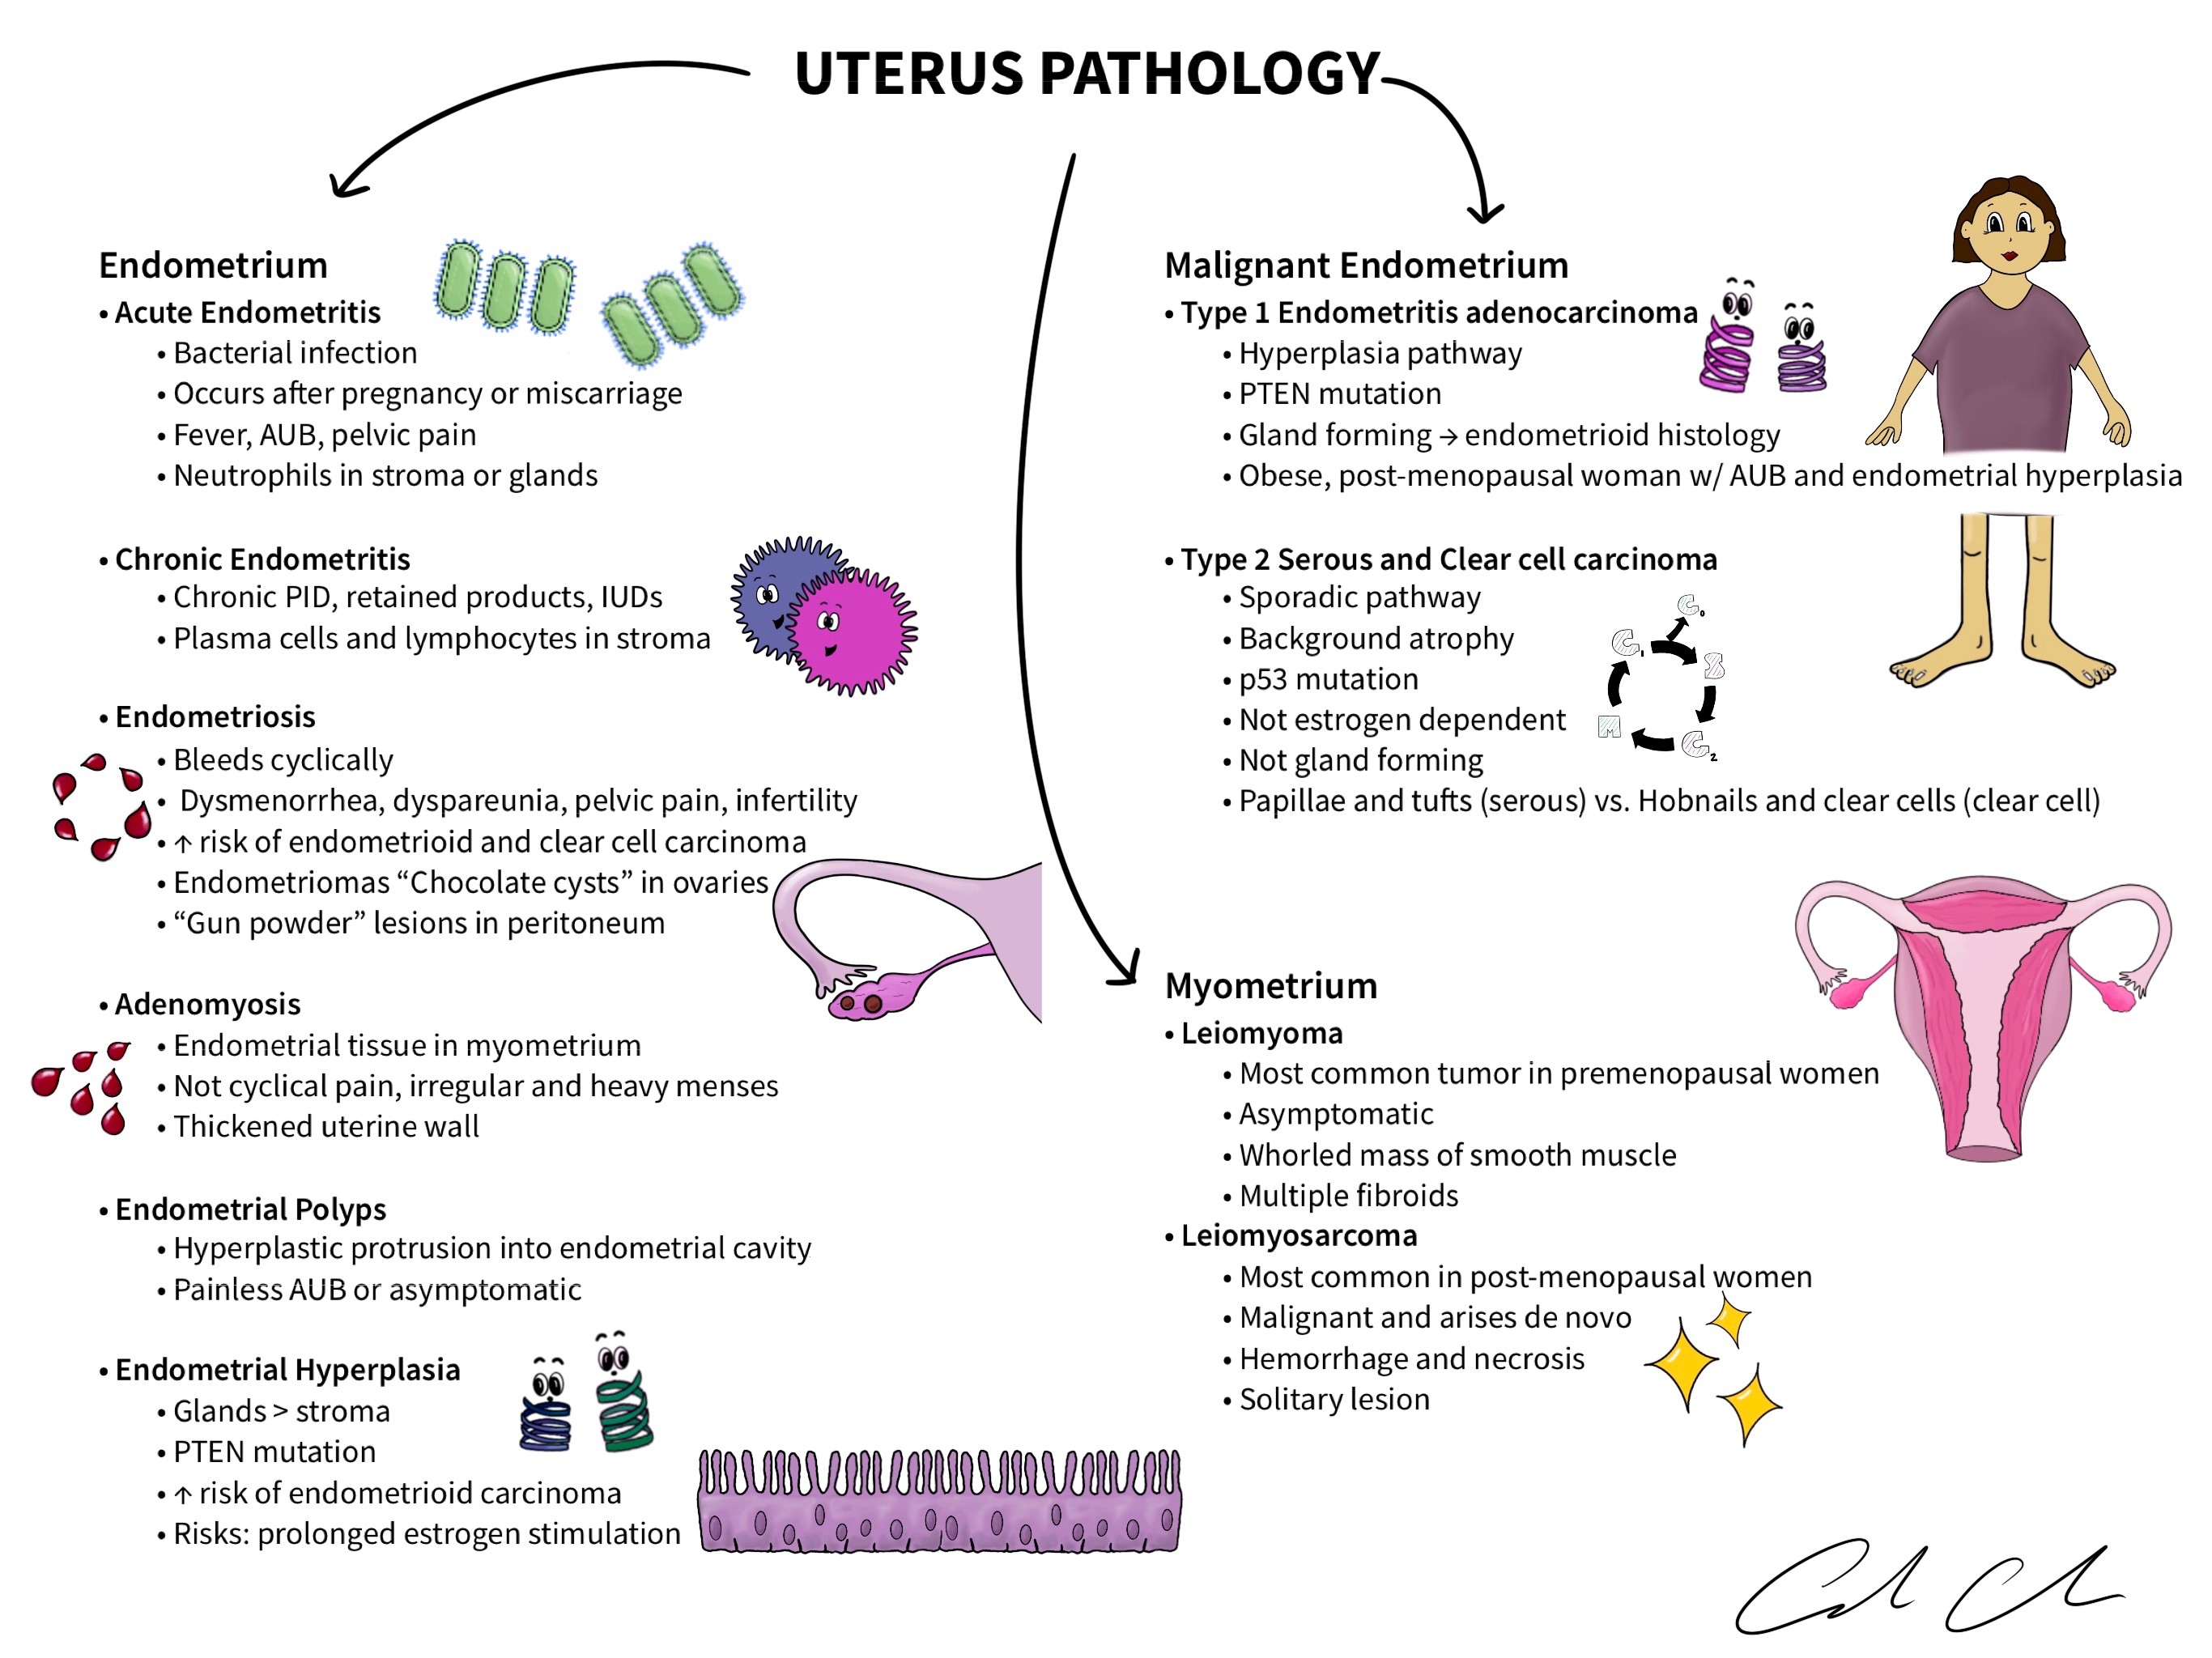 UTERUS PATHOLOGY
Endometrium
• Acute Endometritis
• Bacterial infection
• Occurs after pregnancy or miscarriage
• Fever, AUB, pelvic pain
• Neutrophils in stroma or glands
• Chronic Endometritis
• Chronic PID, retained products, IUDs
• Plasma cells and lymphocytes in stroma
• Endometriosis
• Bleeds cyclically
• Dysmenorrhea, dyspareunia, pelvic pain, infertility
• ↑ risk of endometrioid and clear cell carcinoma
• Endometriomas “Chocolate cysts” in ovaries
• “Gun powder” lesions in peritoneum
• Adenomyosis
• Endometrial tissue in myometrium
• Not cyclical pain, irregular and heavy menses
• Thickened uterine wall
• Endometrial Polyps
• Hyperplastic protrusion into endometrial cavity
• Painless AUB or asymptomatic
• Endometrial Hyperplasia
• Glands > stroma
• PTEN mutation
• ↑ risk of endometrioid carcinoma
• Risks: prolonged estrogen stimulation
Malignant Endometrium
• Type 1 Endometritis adenocarcinoma
• Hyperplasia pathway
• PTEN mutation
• Gland forming → endometrioid histology
• Obese, post-menopausal woman w/ AUB and endometrial hyperplasia
• Type 2 Serous and Clear cell carcinoma
• Sporadic pathway
• Background atrophy
• p53 mutation
• Not estrogen dependent
• Not gland forming
• Papillae and tufts (serous) vs. Hobnails and clear cells (clear cell)
G0
G1
S
G2
M
Myometrium
• Leiomyoma
• Most common tumor in premenopausal women
• Asymptomatic
• Whorled mass of smooth muscle
• Multiple fibroids
• Leiomyosarcoma
• Most common in post-menopausal women
• Malignant and arises de novo
• Hemorrhage and necrosis
• Solitary lesion